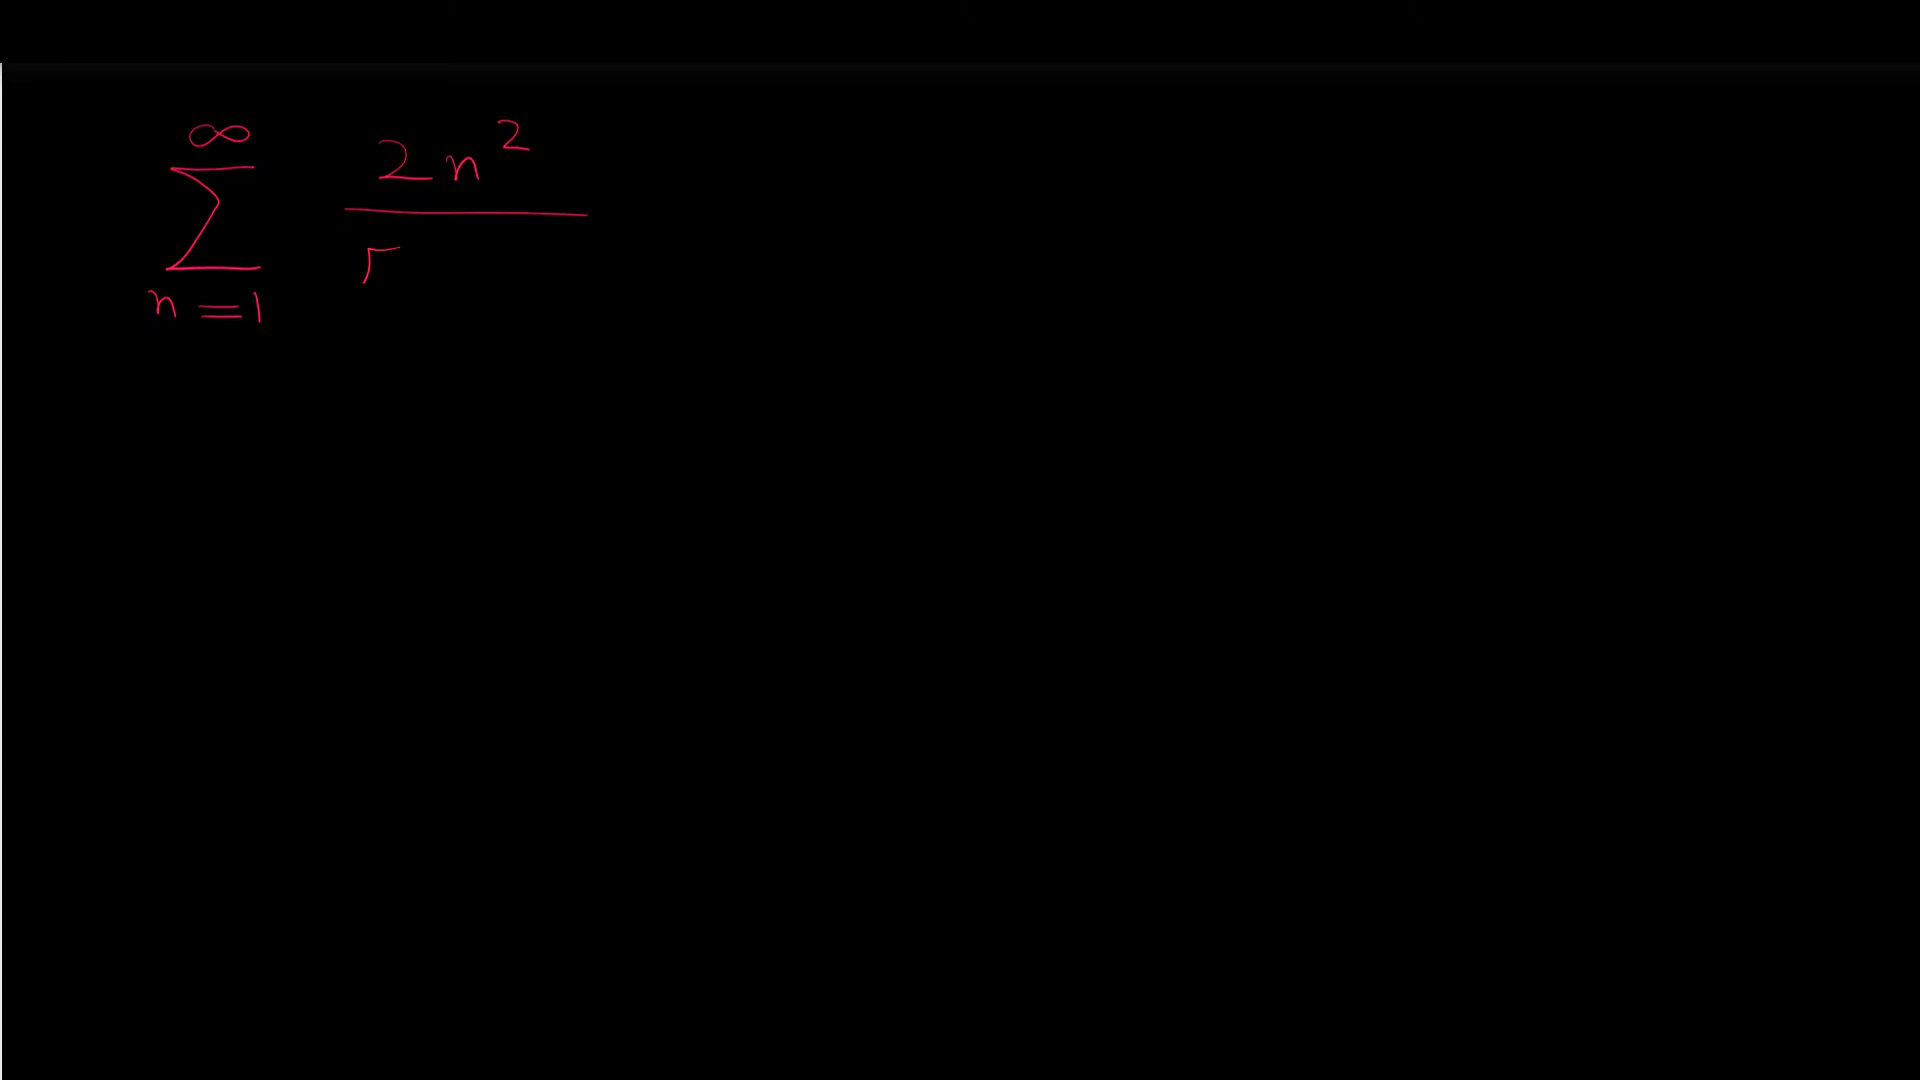 ∞
∑ 2n²
n=1